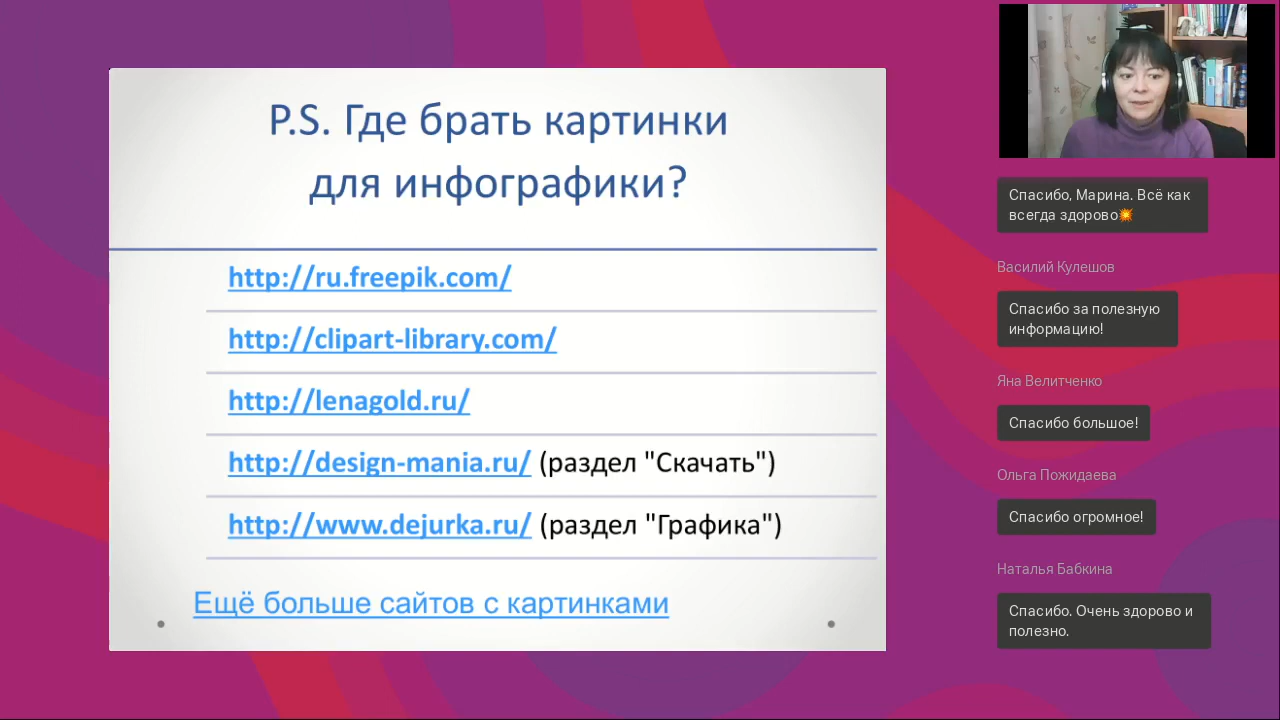 P.S. Где брать картинки
для инфографики?
http://ru.freepik.com/
http://clipart-library.com/
http://lenagold.ru/
http://design-mania.ru/ (раздел "Скачать")
http://www.dejurka.ru/ (раздел "Графика")
Ещё больше сайтов с картинками
Спасибо, Марина. Всё как
всегда здорово💥
Василий Кулешов
Спасибо за полезную
информацию!
Яна Велитченко
Спасибо большое!
Ольга Пожидаева
Спасибо огромное!
Наталья Бабкина
Спасибо. Очень здорово и
полезно.